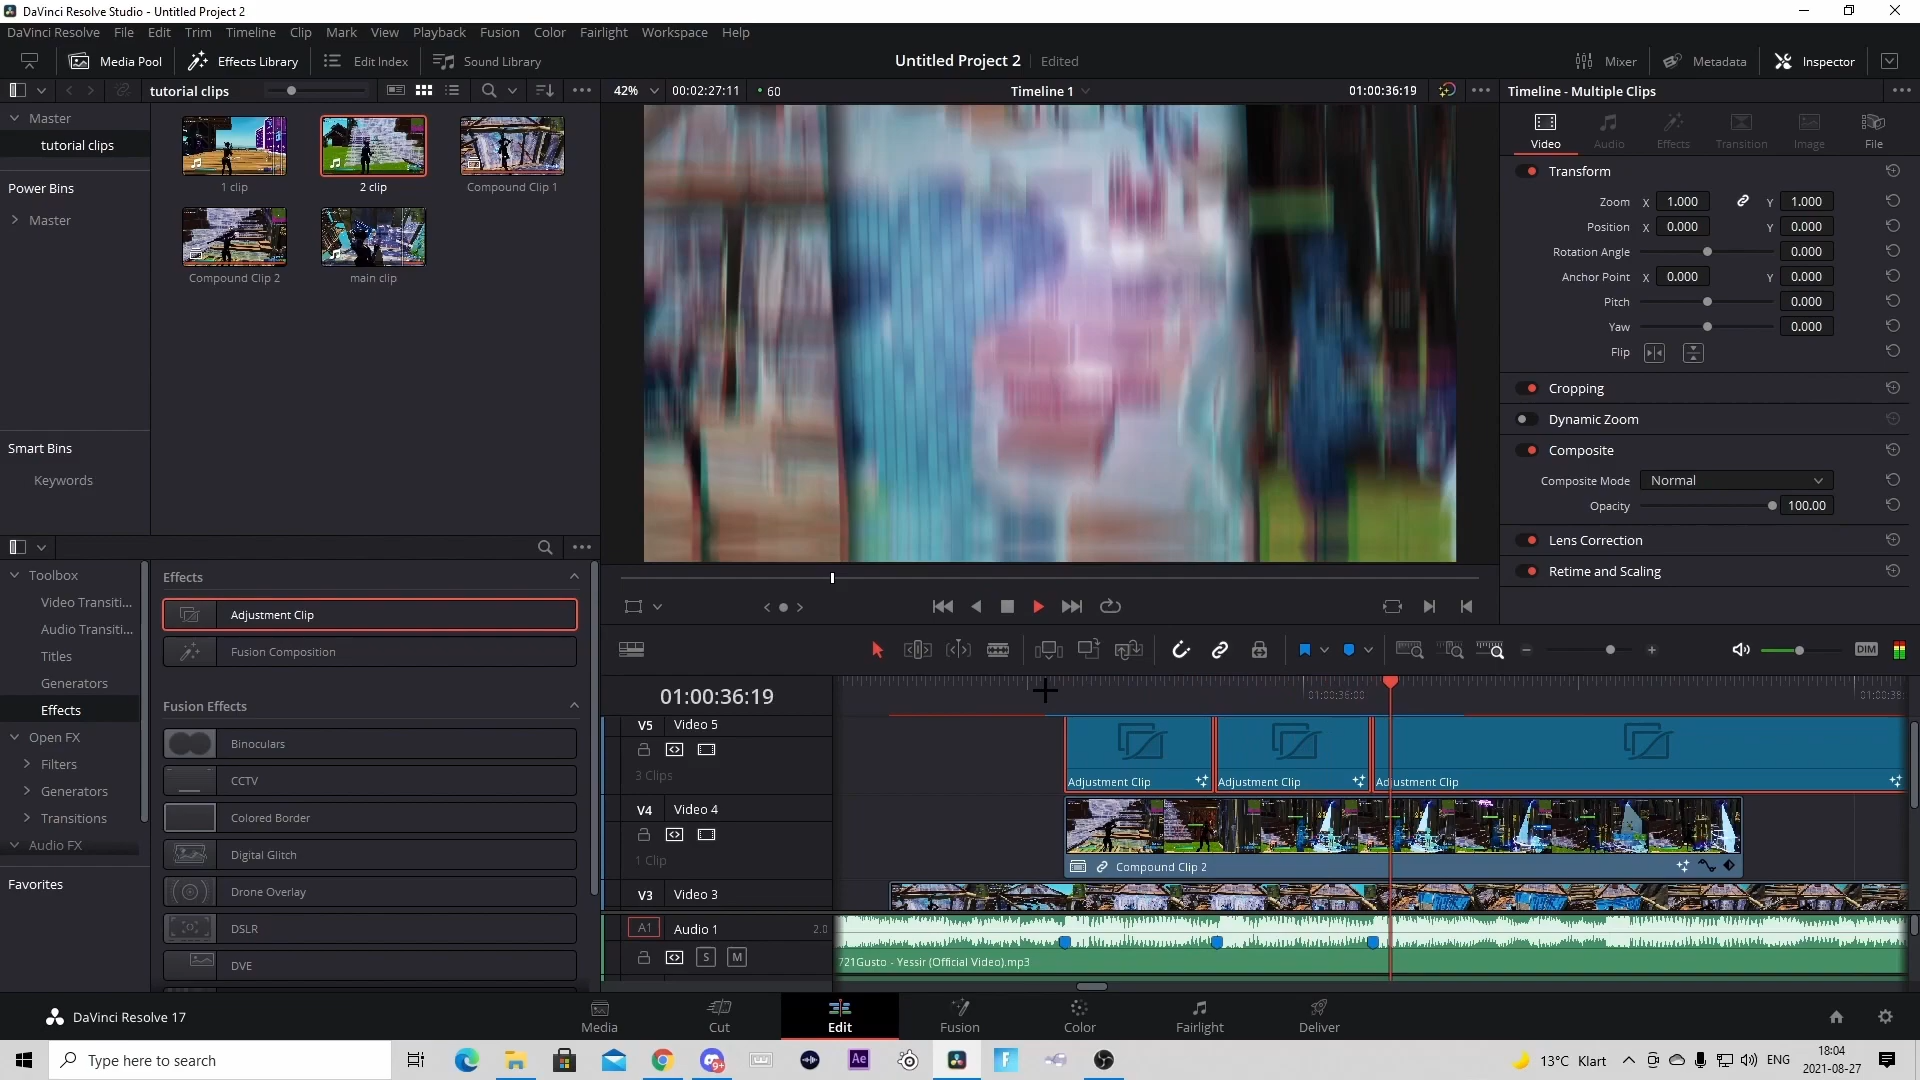 DaVinci Resolve Studio - Untitled Project 2
DaVinci Resolve File Edit Trim Timeline Clip Mark View Playback Fusion Color Fairlight Workspace Help
Media Pool Effects Library Edit Index Sound Library Untitled Project 2 Edited Mixer Metadata Inspector
tutorial clips 42% 00:02:27:11 60 Timeline 1 01:00:36:19 Timeline - Multiple Clips
Master
tutorial clips
Power Bins
Master
1 clip 2 clip Compound Clip 1
Compound Clip 2 main clip
Smart Bins
Keywords
Video Audio Effects Transition Image File
Transform
Zoom X 1.000 Y 1.000
Position X 0.000 Y 0.000
Rotation Angle 0.000
Anchor Point X 0.000 Y 0.000
Pitch 0.000
Yaw 0.000
Flip
Cropping
Dynamic Zoom
Composite
Composite Mode Normal
Opacity 100.00
Lens Correction
Retime and Scaling
Toolbox
Video Transiti...
Audio Transiti...
Titles
Generators
Effects
Open FX
Filters
Generators
Transitions
Audio FX
Favorites
Effects
Adjustment Clip
Fusion Composition
Fusion Effects
Binoculars
CCTV
Colored Border
Digital Glitch
Drone Overlay
DSLR
DVE
DIM
01:00:36:19 01:00:36:00 01:00:38:
V5 Video 5
3 Clips
Adjustment Clip Adjustment Clip Adjustment Clip
V4 Video 4
1 Clip
Compound Clip 2
V3 Video 3
A1 Audio 1 2.0
S M
721Gusto - Yessir (Official Video).mp3
DaVinci Resolve 17
Media Cut Edit Fusion Color Fairlight Deliver
Type here to search
Ae
9+
F
13°C Klart
ENG
18:04
2021-08-27